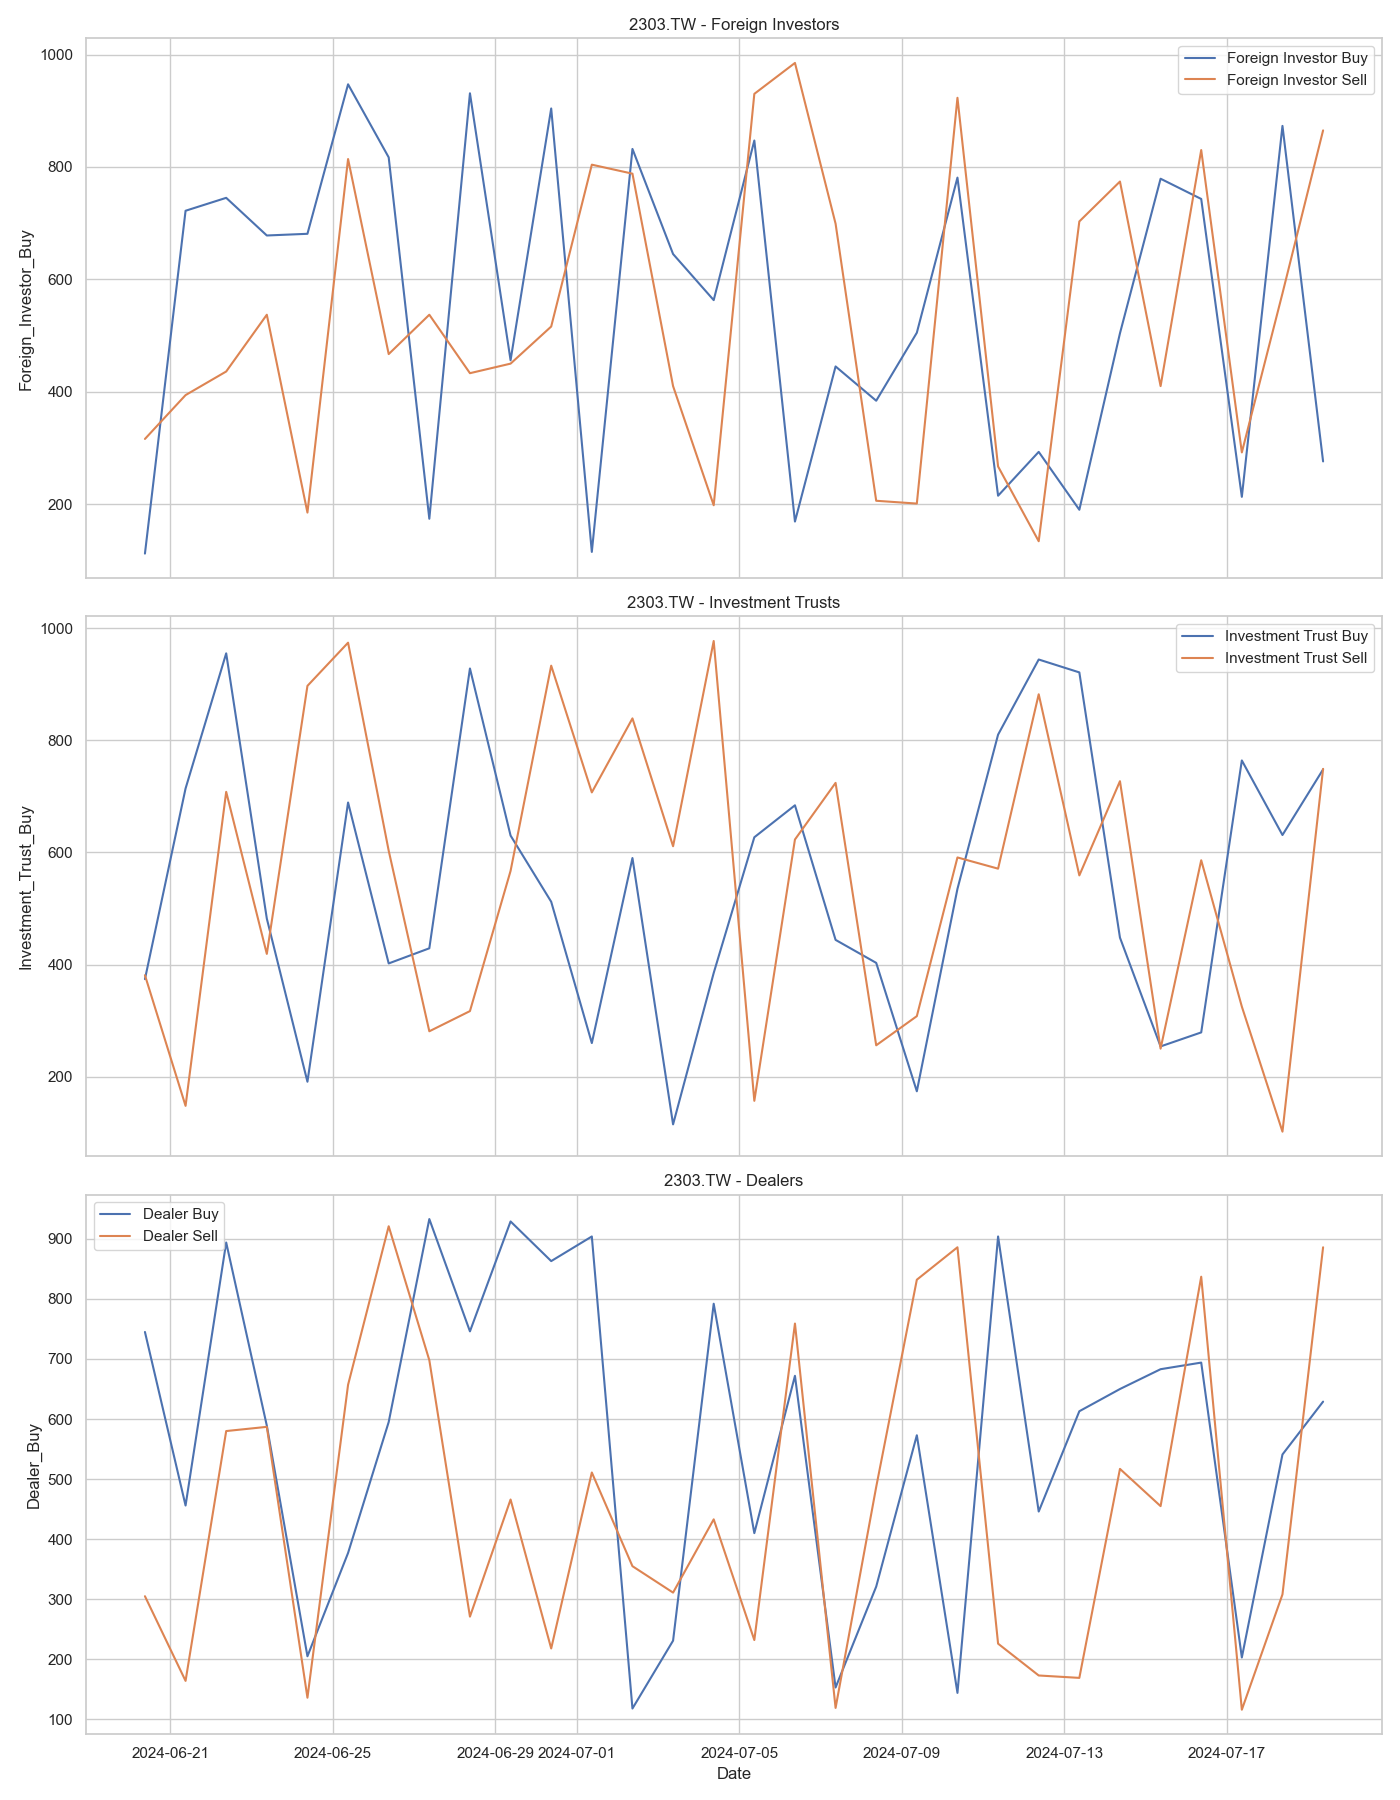 2303.TW - Foreign Investors
Foreign Investor Buy
Foreign Investor Sell
Foreign_Investor_Buy
1000
800
600
400
200
2303.TW - Investment Trusts
Investment Trust Buy
Investment Trust Sell
Investment_Trust_Buy
1000
800
600
400
200
2303.TW - Dealers
Dealer Buy
Dealer Sell
Dealer_Buy
900
800
700
600
500
400
300
200
100
2024-06-21 2024-06-25 2024-06-29 2024-07-01 2024-07-05 2024-07-09 2024-07-13 2024-07-17
Date